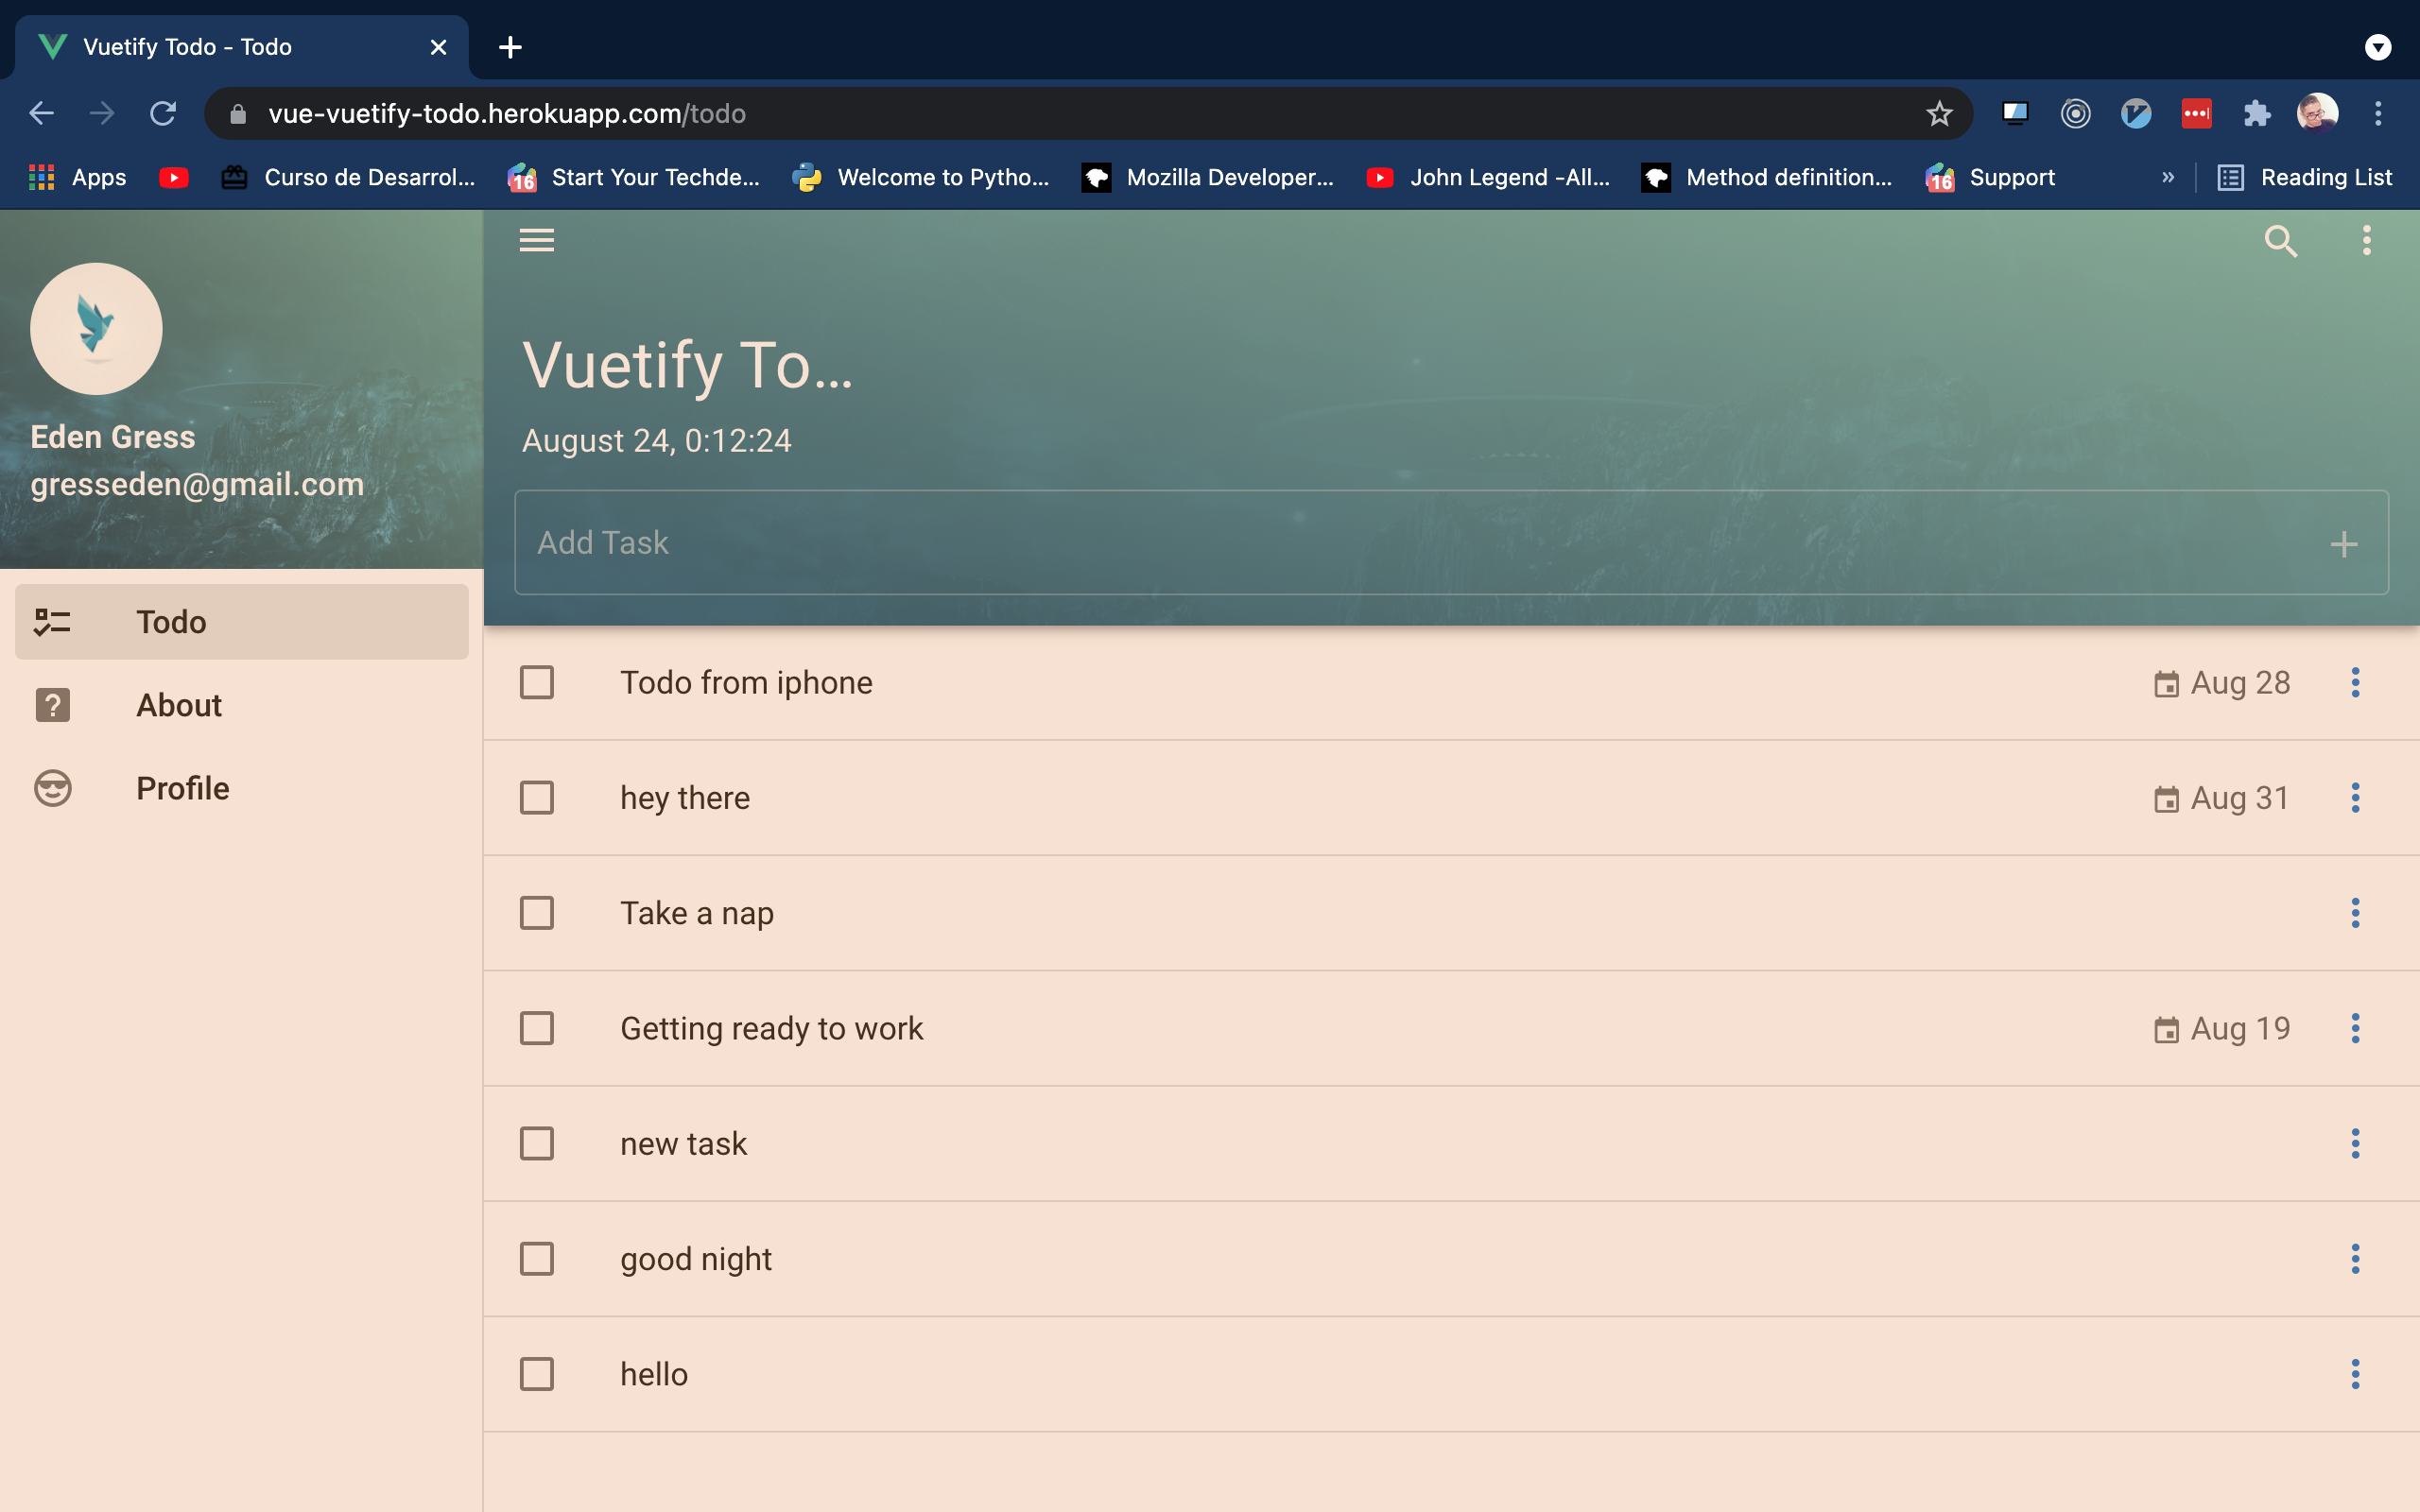 Vuetify Todo - Todo
vue-vuetify-todo.herokuapp.com/todo
Apps
Curso de Desarrol...
16 Start Your Techde...
Welcome to Pytho...
Mozilla Developer...
John Legend -All...
Method definition...
16 Support
»
Reading List
Eden Gress
gresseden@gmail.com
Todo
About
Profile
Vuetify To...
August 24, 0:12:24
Add Task
Todo from iphone Aug 28
hey there Aug 31
Take a nap
Getting ready to work Aug 19
new task
good night
hello